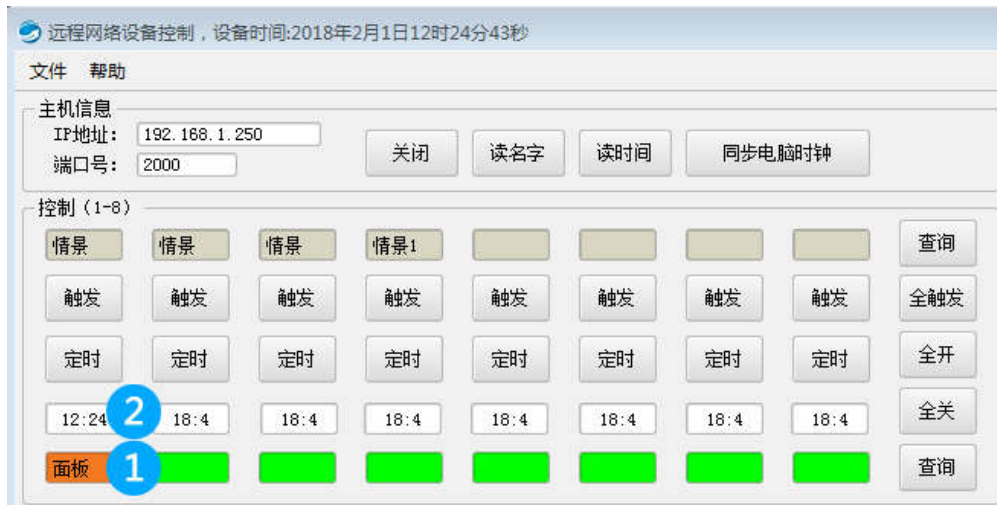 远程网络设备控制，设备时间:2018年2月1日12时24分43秒
文件 帮助
主机信息
IP地址: 192.168.1.250
端口号: 2000
关闭 读名字 读时间 同步电脑时钟
控制 (1-8)
情景 情景 情景 情景1 查询
触发 触发 触发 触发 触发 触发 触发 触发 全触发
定时 定时 定时 定时 定时 定时 定时 定时 全开
12:24 2 18:4 18:4 18:4 18:4 18:4 18:4 18:4 全关
面板 1 查询